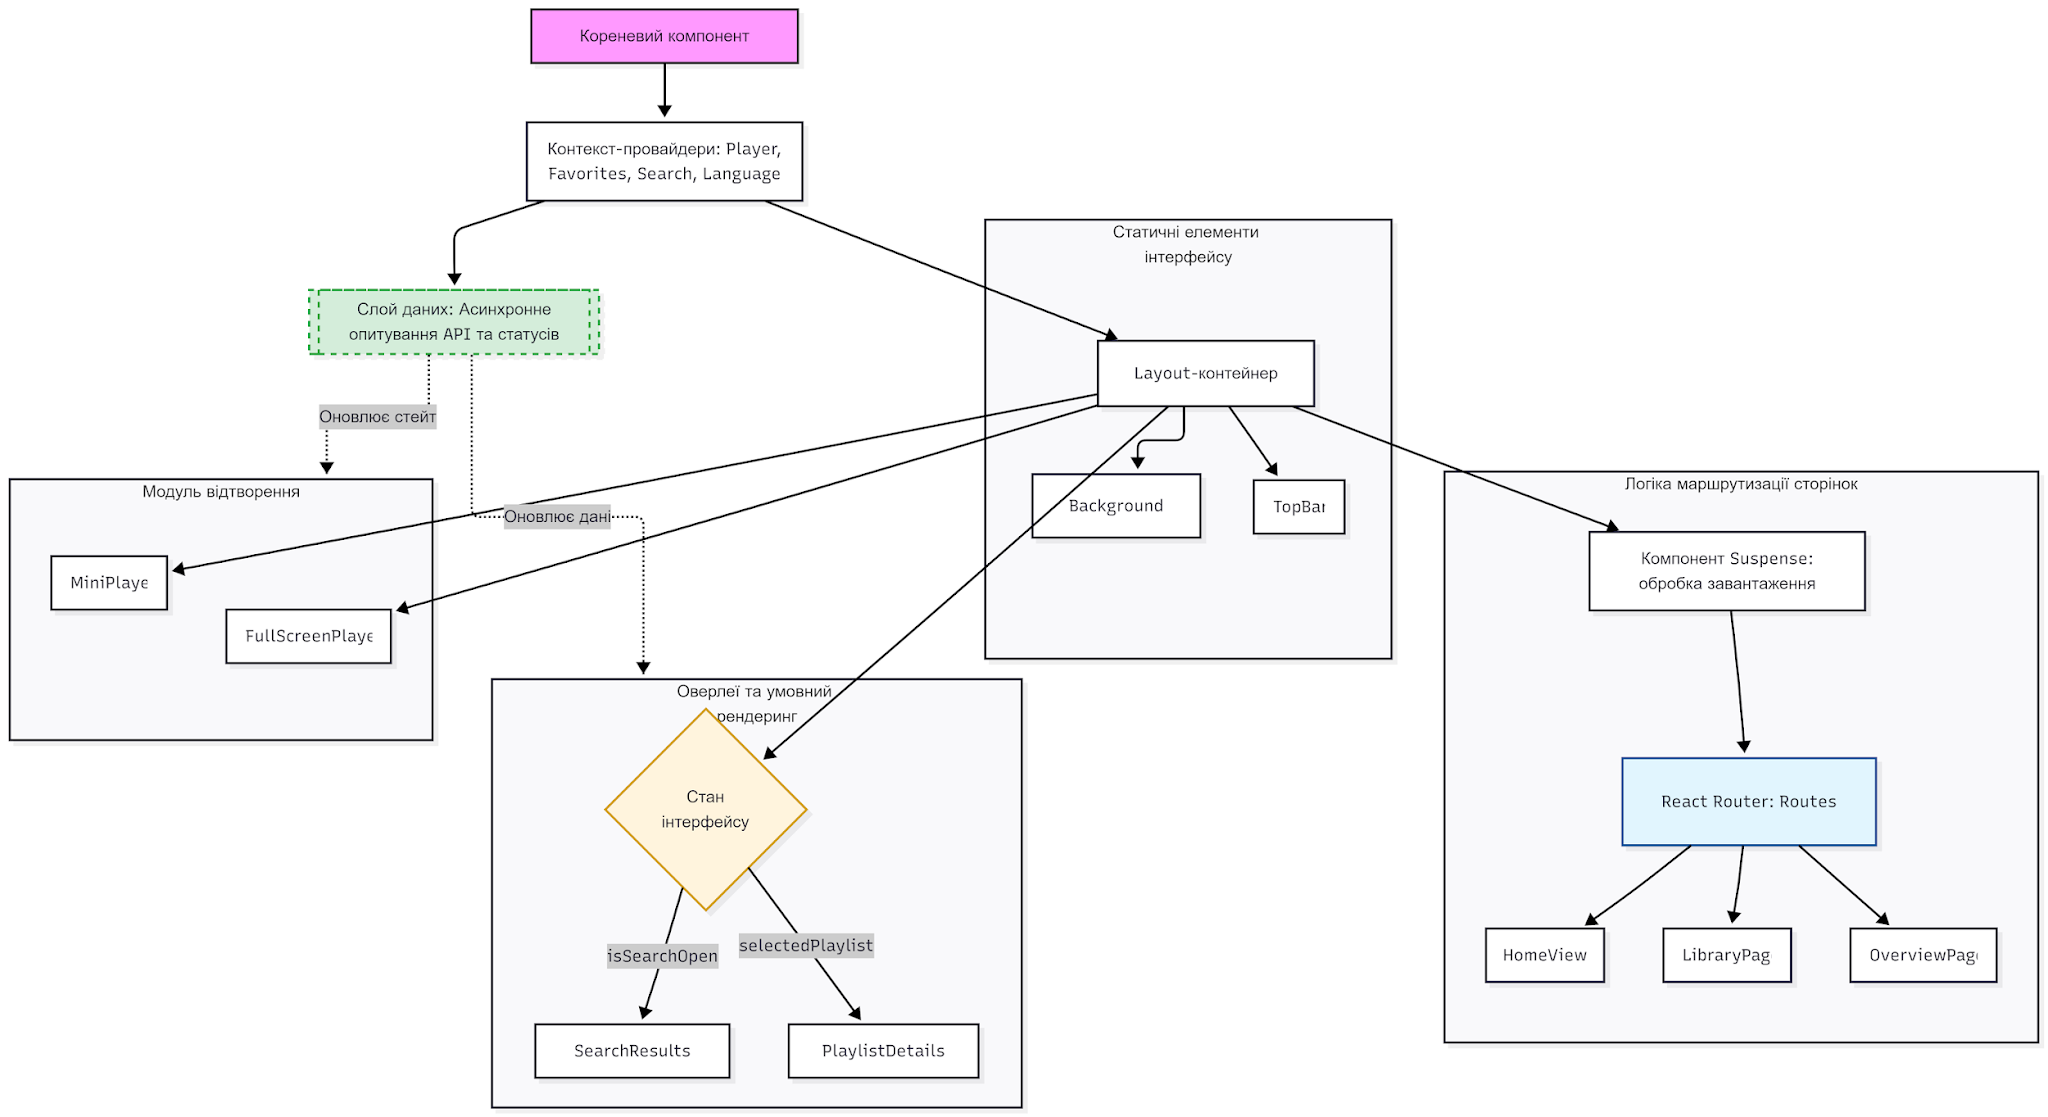 Кореневий компонент
Контекст-провайдери: Player,
Favorites, Search, Language
Статичні елементи
інтерфейсу
Слой даних: Асинхронне
опитування API та статусів
Layout-контейнер
Оновлює стейт
Модуль відтворення
Логіка маршрутизації сторінок
Background
TopBar
Оновлює дані
Компонент Suspense:
обробка завантаження
MiniPlaye
FullScreenPlaye
Оверлеї та умовний
рендеринг
Стан
інтерфейсу
React Router: Routes
isSearchOpen
selectedPlaylist
HomeView
LibraryPag
OverviewPage
SearchResults
PlaylistDetails